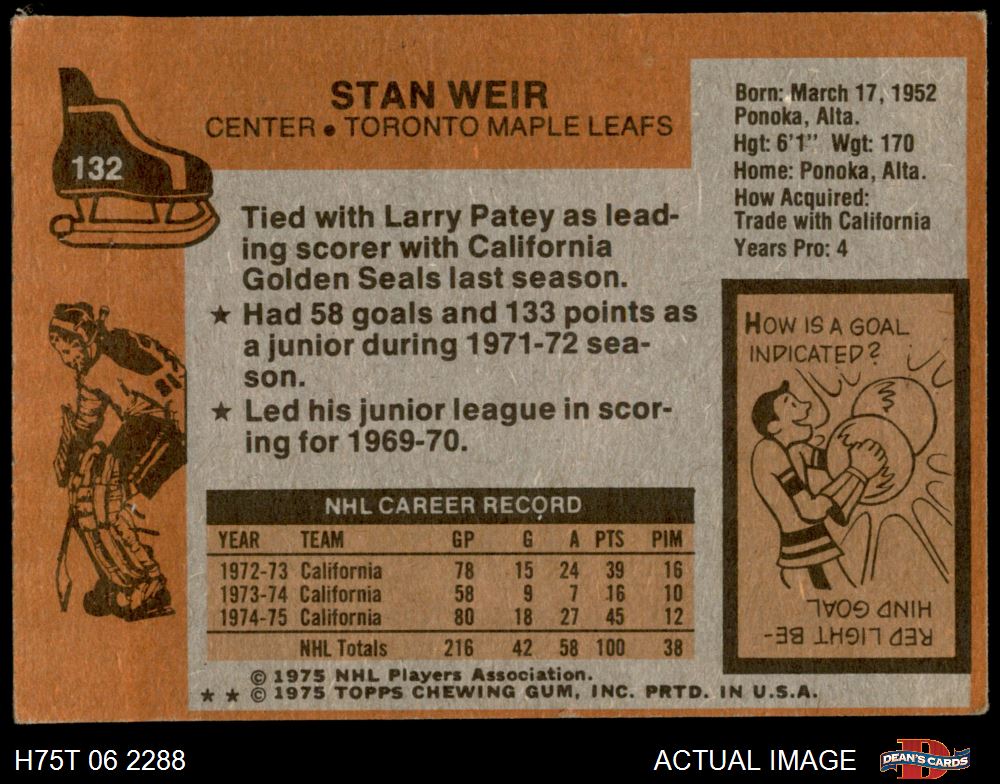 132
STAN WEIR
CENTER • TORONTO MAPLE LEAFS
Born: March 17, 1952
Ponoka, Alta.
Hgt: 6'1" Wgt: 170
Home: Ponoka, Alta.
How Acquired:
Trade with California
Years Pro: 4
Tied with Larry Patey as lead-
ing scorer with California
Golden Seals last season.
★ Had 58 goals and 133 points as
a junior during 1971-72 sea-
son.
★ Led his junior league in scor-
ing for 1969-70.
HOW IS A GOAL
INDICATED?
RED LIGHT BE-
HIND GOAL
NHL CAREER RECORD
YEAR TEAM GP G A PTS PIM
1972-73 California 78 15 24 39 16
1973-74 California 58 9 7 16 10
1974-75 California 80 18 27 45 12
NHL Totals 216 42 58 100 38
© 1975 NHL Players Association.
★ ★ © 1975 TOPPS CHEWING GUM, INC. PRTD. IN U.S.A.
H75T 06 2288
ACTUAL IMAGE
D
DEAN'S CARDS